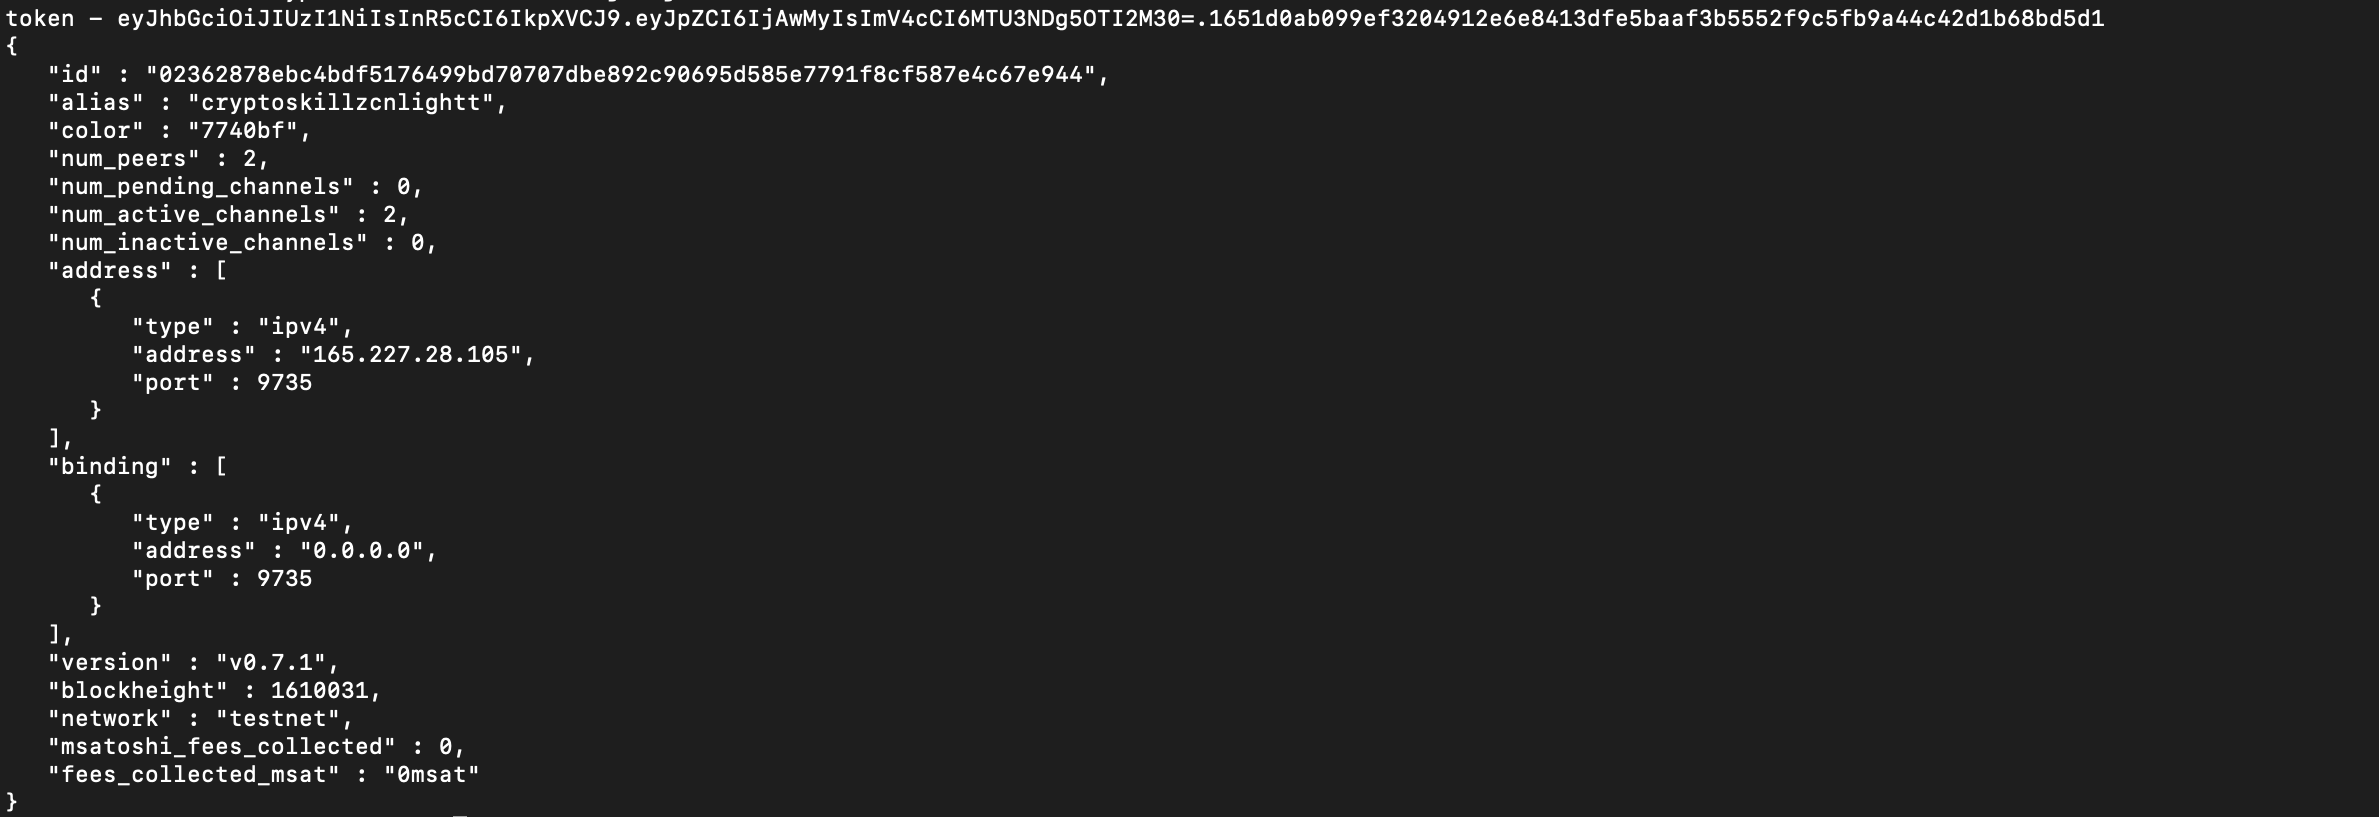 token – eyJhbGciOiJIUzI1NiIsInR5cCI6IkpXVCJ9.eyJpZCI6IjAwMyIsImV4cCI6MTU3NDg5OTI2M30=.1651d0ab099ef3204912e6e8413dfe5baaf3b5552f9c5fb9a44c42d1b68bd5d1
{
   "id" : "02362878ebc4bdf5176499bd70707dbe892c90695d585e7791f8cf587e4c67e944",
   "alias" : "cryptoskillzcnlightt",
   "color" : "7740bf",
   "num_peers" : 2,
   "num_pending_channels" : 0,
   "num_active_channels" : 2,
   "num_inactive_channels" : 0,
   "address" : [
      {
         "type" : "ipv4",
         "address" : "165.227.28.105",
         "port" : 9735
      }
   ],
   "binding" : [
      {
         "type" : "ipv4",
         "address" : "0.0.0.0",
         "port" : 9735
      }
   ],
   "version" : "v0.7.1",
   "blockheight" : 1610031,
   "network" : "testnet",
   "msatoshi_fees_collected" : 0,
   "fees_collected_msat" : "0msat"
}